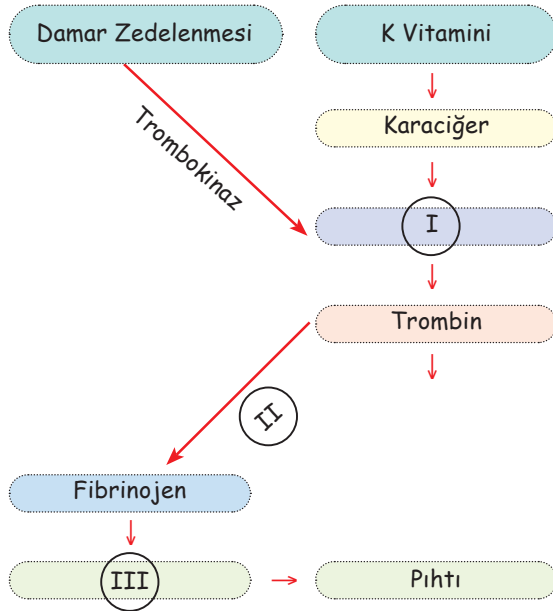 Damar Zedelenmesi
K Vitamini
Karaciğer
Trombokinaz
I
Trombin
II
Fibrinojen
III
Pıhtı